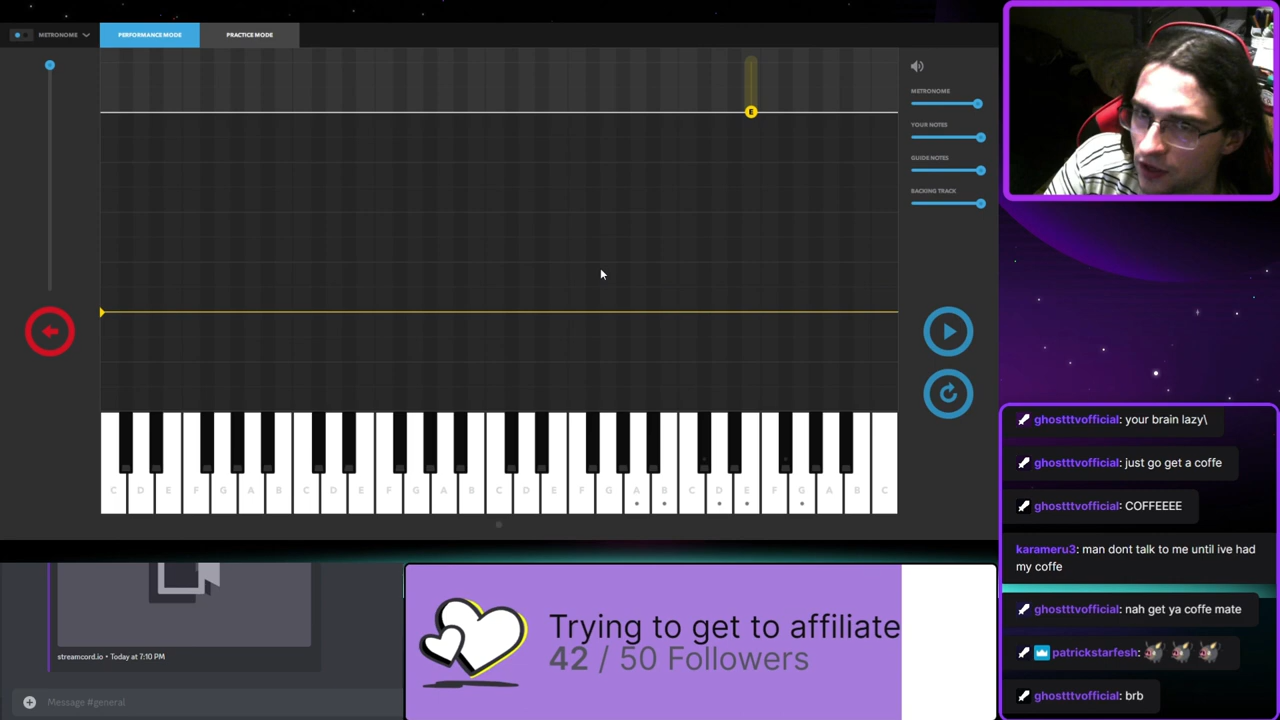 METRONOME
PERFORMANCE MODE
PRACTICE MODE
E
METRONOME
YOUR NOTES
GUIDE NOTES
BACKING TRACK
C D E F G A B C D E F G A B C D E F G A B C D E F G A B C
ghostttvofficial: your brain lazy\
ghostttvofficial: just go get a coffe
ghostttvofficial: COFFEEEE
karameru3: man dont talk to me until ive had
my coffe
ghostttvofficial: nah get ya coffe mate
patrickstarfesh:
ghostttvofficial: brb
streamcord.io • Today at 7:10 PM
Message #general
Trying to get to affiliate
42 / 50 Followers